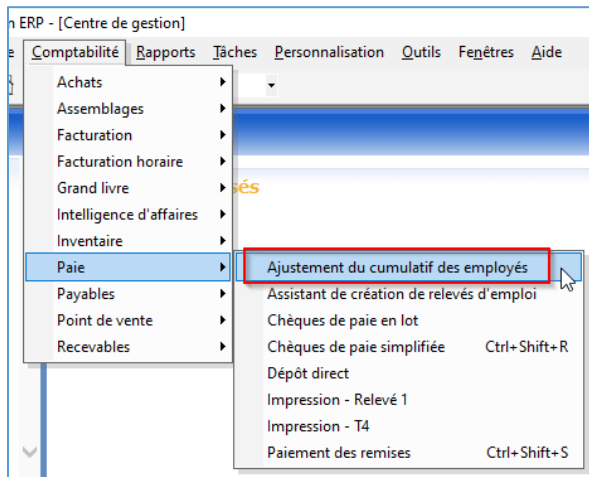 n ERP - [Centre de gestion]
e Comptabilité Rapports Tâches Personnalisation Outils Fenêtres Aide
Achats
Assemblages
Facturation
Facturation horaire
Grand livre
Intelligence d'affaires
Inventaire
Paie
Payables
Point de vente
Recevables
sés
Ajustement du cumulatif des employés
Assistant de création de relevés d'emploi
Chèques de paie en lot
Chèques de paie simplifiée Ctrl+Shift+R
Dépôt direct
Impression - Relevé 1
Impression - T4
Paiement des remises Ctrl+Shift+S